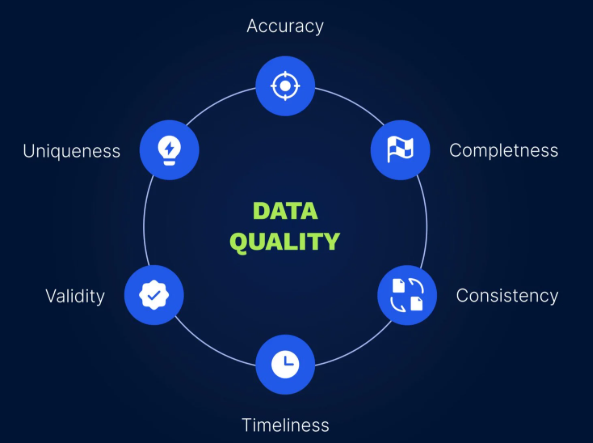 Accuracy
Uniqueness
Completness
DATA
QUALITY
Validity
Consistency
Timeliness